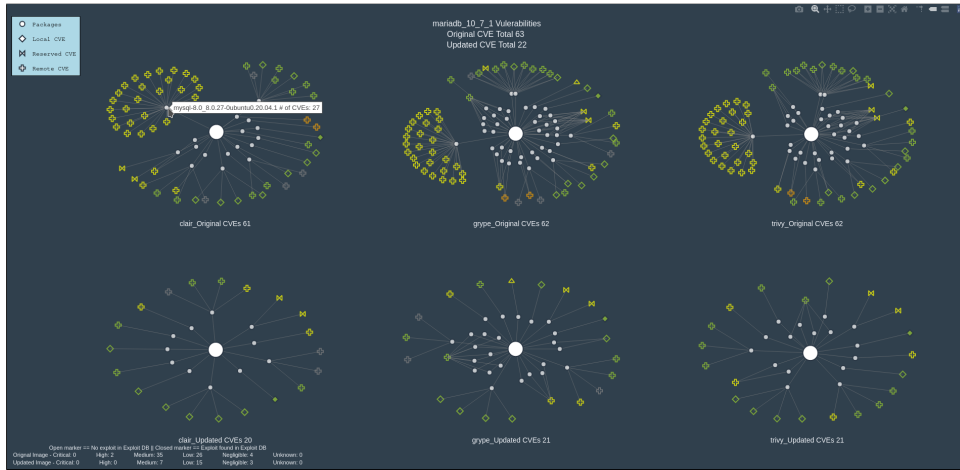 Packages
Local CVE
Reserved CVE
Remote CVE
mariadb_10_7_1 Vulerabilities
Original CVE Total 63
Updated CVE Total 22
mysql-8.0_8.0.27-0ubuntu0.20.04.1 # of CVEs: 27
clair_Original CVEs 61
grype_Original CVEs 62
trivy_Original CVEs 62
clair_Updated CVEs 20
grype_Updated CVEs 21
trivy_Updated CVEs 21
Open marker == No exploit in Exploit DB || Closed marker == Exploit found in Exploit DB
Orignal Image - Critical: 0 High: 2 Medium: 35 Low: 26 Negligible: 4 Unknown: 0
Updated Image - Critical: 0 High: 0 Medium: 7 Low: 15 Negligible: 3 Unknown: 0